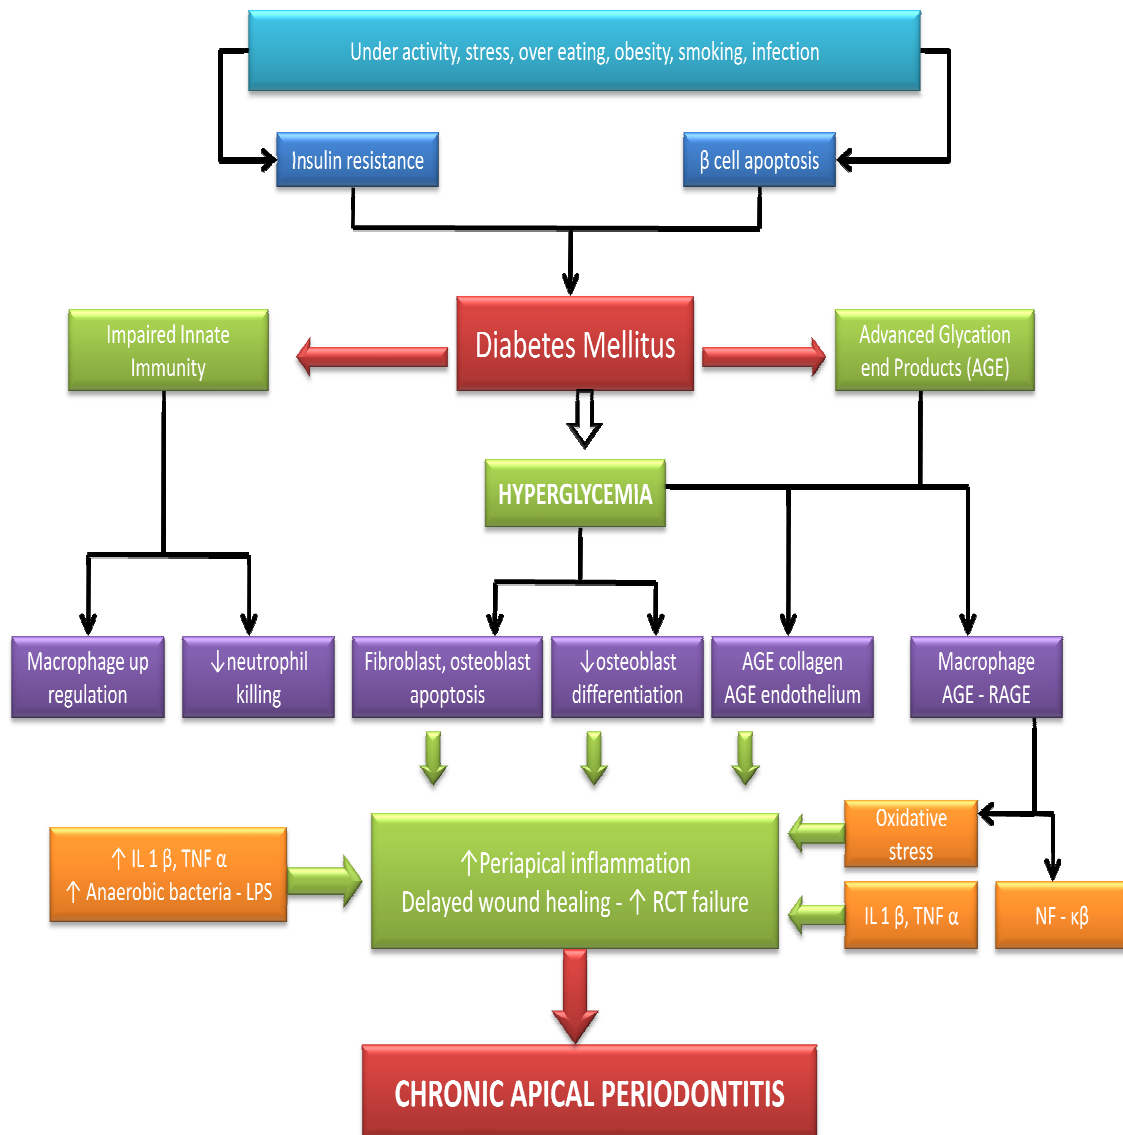 Under activity, stress, over eating, obesity, smoking, infection
Insulin resistance
β cell apoptosis
Impaired Innate
Immunity
Diabetes Mellitus
Advanced Glycation
end Products (AGE)
HYPERGLYCEMIA
Macrophage up
regulation
↓neutrophil
killing
Fibroblast, osteoblast
apoptosis
↓osteoblast
differentiation
AGE collagen
AGE endothelium
Macrophage
AGE - RAGE
↑ IL 1 β, TNF α
↑ Anaerobic bacteria - LPS
↑Periapical inflammation
Delayed wound healing - ↑ RCT failure
Oxidative
stress
IL 1 β, TNF α
NF - κβ
CHRONIC APICAL PERIODONTITIS